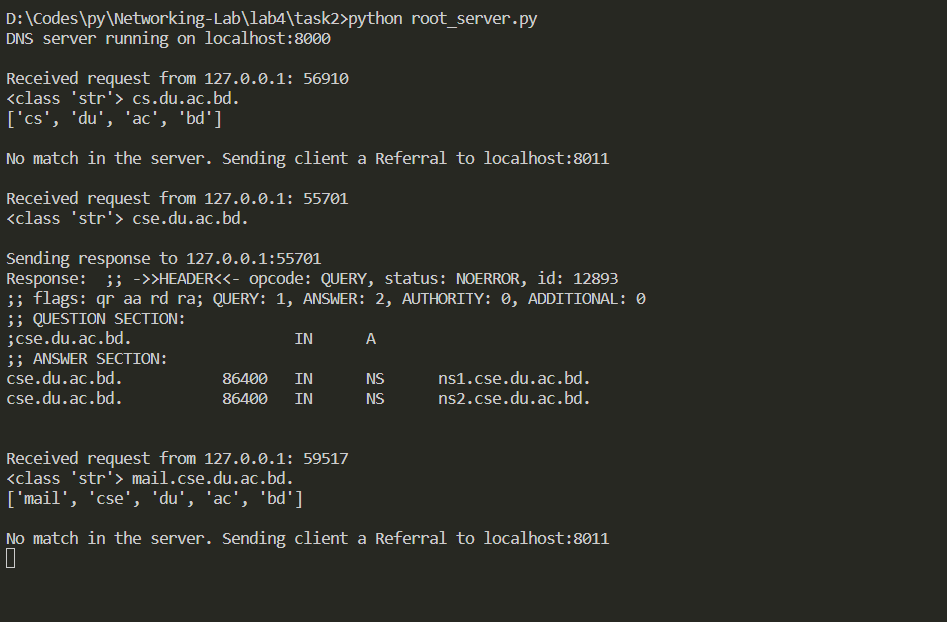 D:\Codes\py\Networking-Lab\lab4\task2>python root_server.py
DNS server running on localhost:8000
Received request from 127.0.0.1: 56910
<class 'str'> cs.du.ac.bd.
['cs', 'du', 'ac', 'bd']
No match in the server. Sending client a Referral to localhost:8011
Received request from 127.0.0.1: 55701
<class 'str'> cse.du.ac.bd.
Sending response to 127.0.0.1:55701
Response:  ;; ->>HEADER<<- opcode: QUERY, status: NOERROR, id: 12893
;; flags: qr aa rd ra; QUERY: 1, ANSWER: 2, AUTHORITY: 0, ADDITIONAL: 0
;; QUESTION SECTION:
;cse.du.ac.bd.                  IN      A
;; ANSWER SECTION:
cse.du.ac.bd.           86400   IN      NS      ns1.cse.du.ac.bd.
cse.du.ac.bd.           86400   IN      NS      ns2.cse.du.ac.bd.
Received request from 127.0.0.1: 59517
<class 'str'> mail.cse.du.ac.bd.
['mail', 'cse', 'du', 'ac', 'bd']
No match in the server. Sending client a Referral to localhost:8011